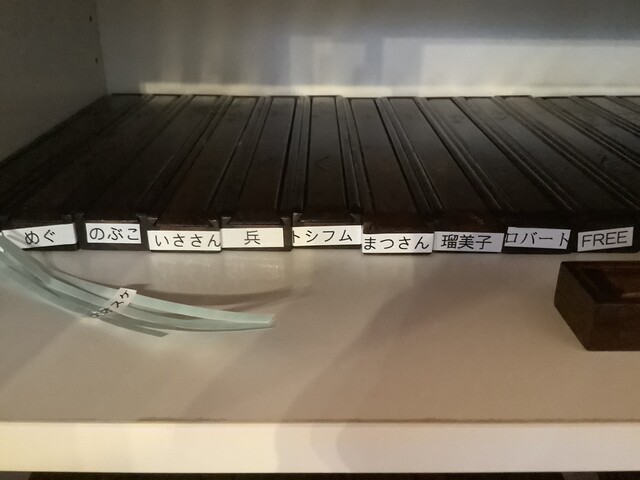 めぐ
のぶこ
いささん
兵
トシフム
まつさん
瑠美子
ロバート
FREE